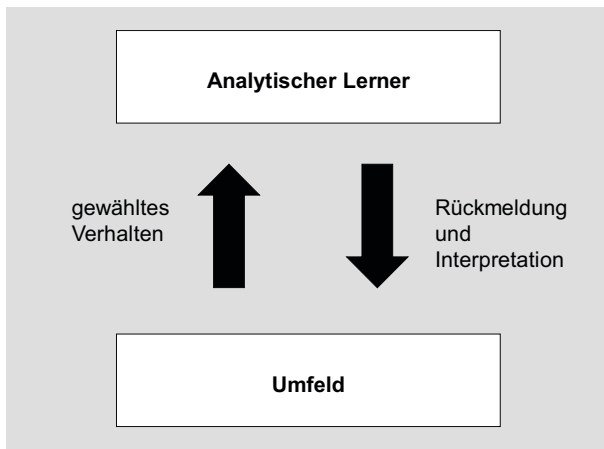 Analytischer Lerner
gewähltes
Verhalten
Rückmeldung
und
Interpretation
Umfeld